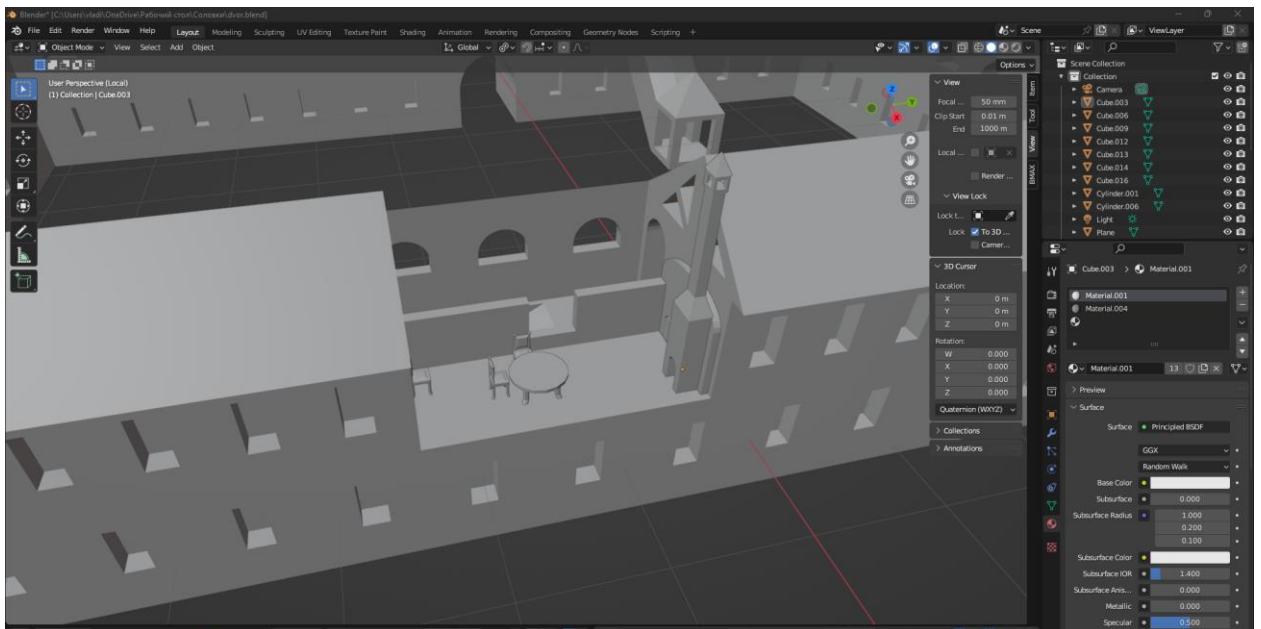 Blender* [C:\Users\vladi\OneDrive\Рабочий стол\Соловки\dvor.blend]
File Edit Render Window Help Layout Modeling Sculpting UV Editing Texture Paint Shading Animation Rendering Compositing Geometry Nodes Scripting + Scene ViewLayer
Object Mode View Select Add Object Global
Options
User Perspective (Local)
(1) Collection | Cube.003
View
Focal ... 50 mm
Clip Start 0.01 m
End 1000 m
Local ...
Render ...
View Lock
Lock t...
Lock To 3D ...
Camer...
3D Cursor
Location:
X 0 m
Y 0 m
Z 0 m
Rotation:
W 0.000
X 0.000
Y 0.000
Z 0.000
Quaternion (WXYZ)
Collections
Annotations
Item
Tool
View
BMAX
Z
Y
X
Scene Collection
Collection
Camera
Cube.003
Cube.006
Cube.009
Cube.012
Cube.013
Cube.014
Cube.016
Cylinder.001
Cylinder.006
Light
Plane
Cube.003 > Material.001
Material.001
Material.004
Material.001 13
Preview
Surface
Surface Principled BSDF
GGX
Random Walk
Base Color
Subsurface 0.000
Subsurface Radius 1.000
0.200
0.100
Subsurface Color
Subsurface IOR 1.400
Subsurface Anis... 0.000
Metallic 0.000
Specular 0.500